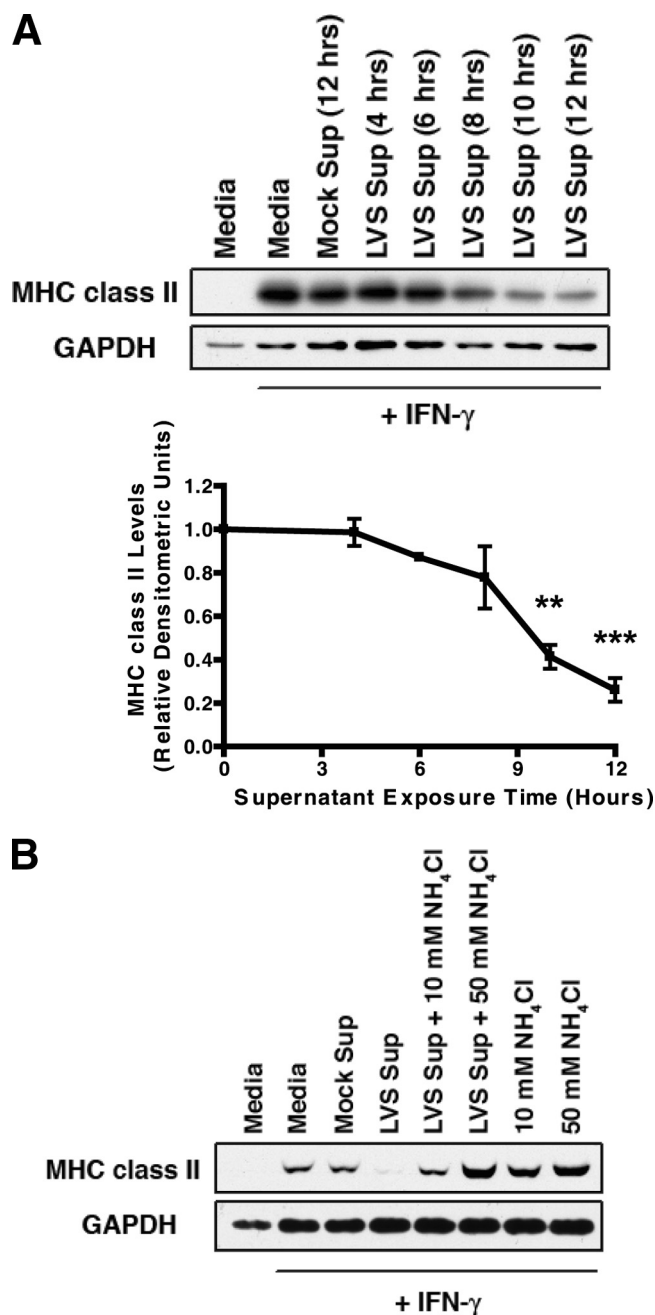 A
Media
Media
Mock Sup (12 hrs)
LVS Sup (4 hrs)
LVS Sup (6 hrs)
LVS Sup (8 hrs)
LVS Sup (10 hrs)
LVS Sup (12 hrs)
MHC class II
GAPDH
+ IFN-γ
MHC class II Levels
(Relative Densitometric Units)
1.2
1.0
0.8
0.6
0.4
0.2
0.0
**
***
0 3 6 9 12
Supernatant Exposure Time (Hours)
B
Media
Media
Mock Sup
LVS Sup
LVS Sup + 10 mM NH₄Cl
LVS Sup + 50 mM NH₄Cl
10 mM NH₄Cl
50 mM NH₄Cl
MHC class II
GAPDH
+ IFN-γ